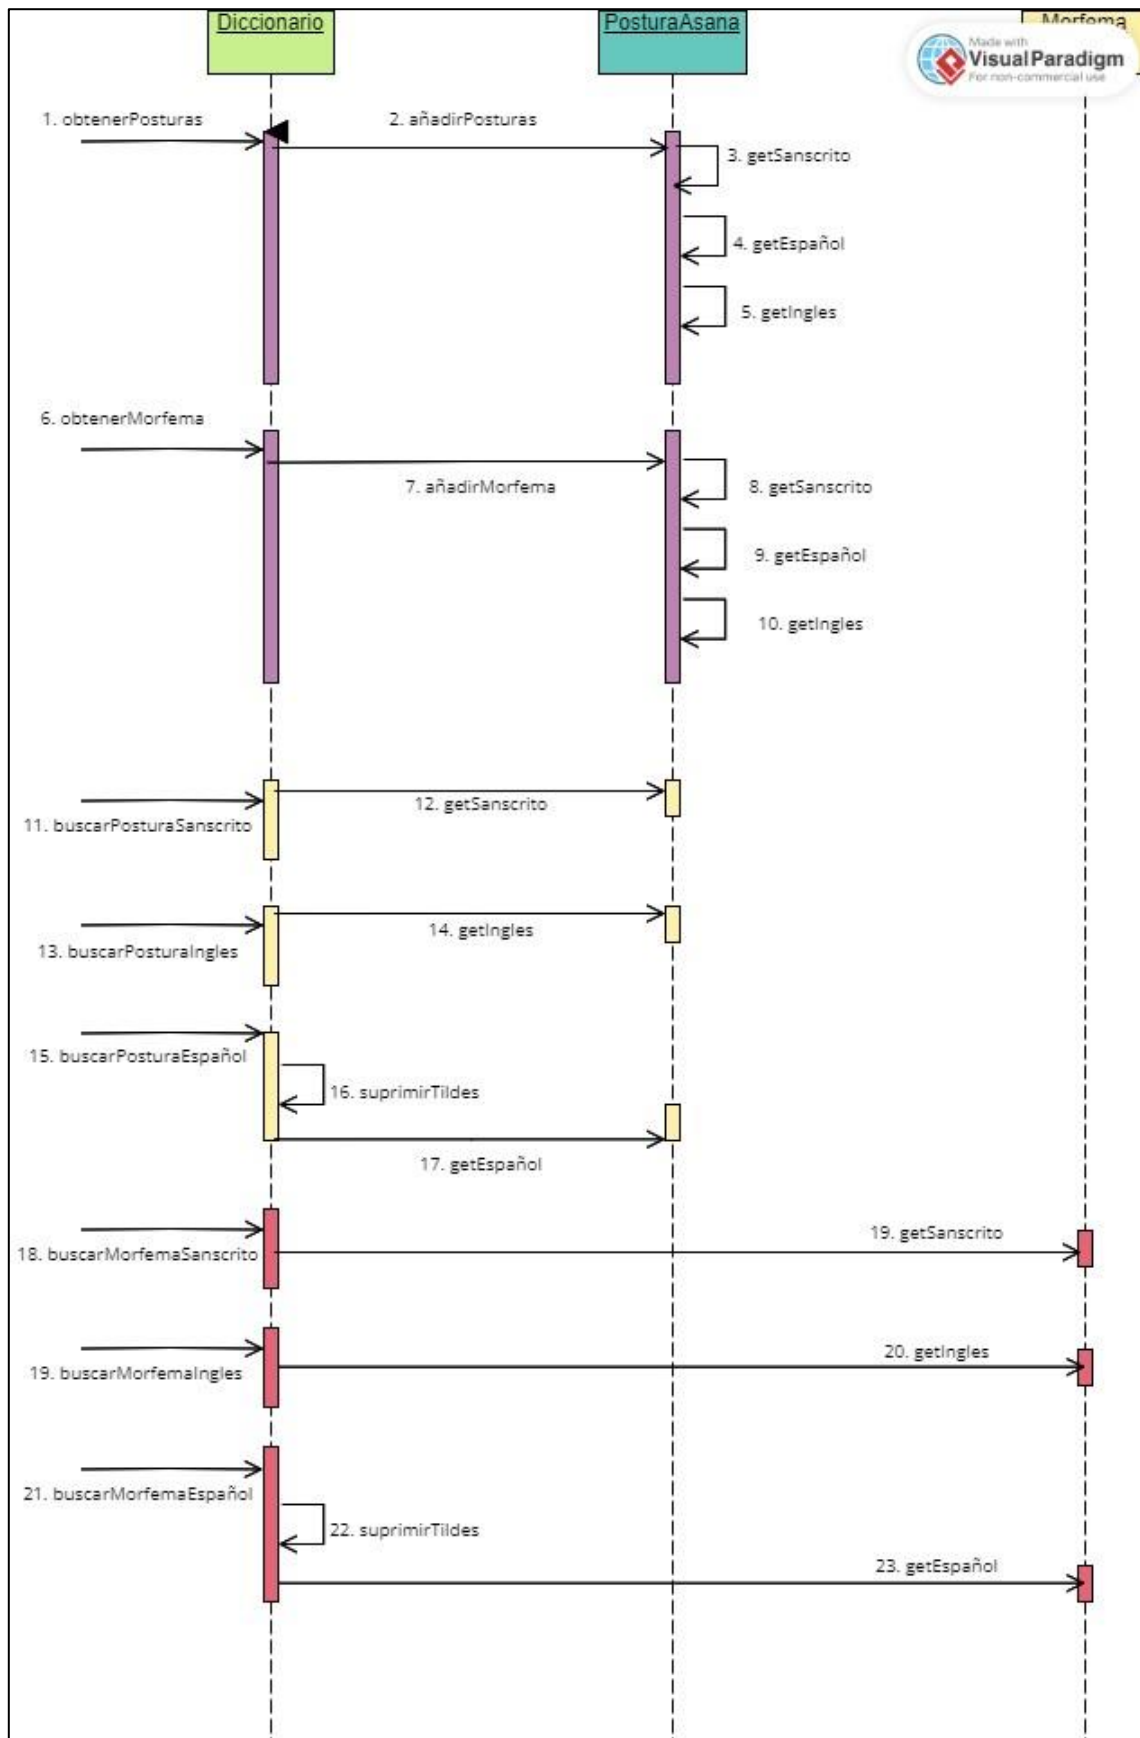 Diccionario
PosturaAsana
Morfema
Made with
VisualParadigm
For non-commercial use
1. obtenerPosturas
2. añadirPosturas
3. getSanscrito
4. getEspañol
5. getIngles
6. obtenerMorfema
7. añadirMorfema
8. getSanscrito
9. getEspañol
10. getIngles
11. buscarPosturaSanscrito
12. getSanscrito
13. buscarPosturaIngles
14. getIngles
15. buscarPosturaEspañol
16. suprimirTildes
17. getEspañol
18. buscarMorfemaSanscrito
19. getSanscrito
19. buscarMorfemaIngles
20. getIngles
21. buscarMorfemaEspañol
22. suprimirTildes
23. getEspañol